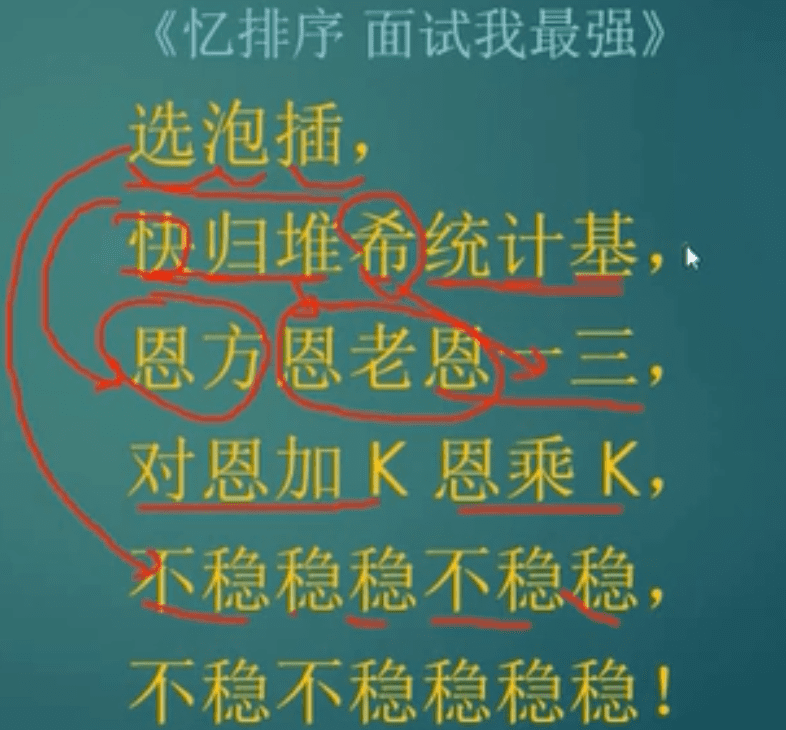 《忆排序 面试我最强》
选泡插，
快归堆希统计基，
恩方恩老恩一三，
对恩加 K 恩乘 K，
不稳稳稳不稳稳，
不稳不稳稳稳稳！